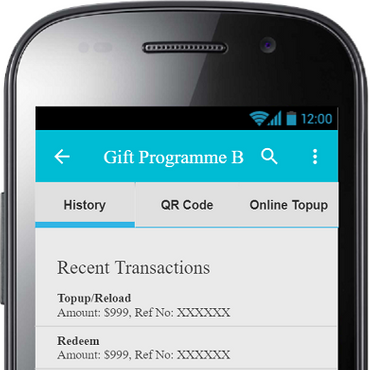 12:00
Gift Programme B
History QR Code Online Topup
Recent Transactions
Topup/Reload
Amount: $999, Ref No: XXXXXX
Redeem
Amount: $999, Ref No: XXXXXX